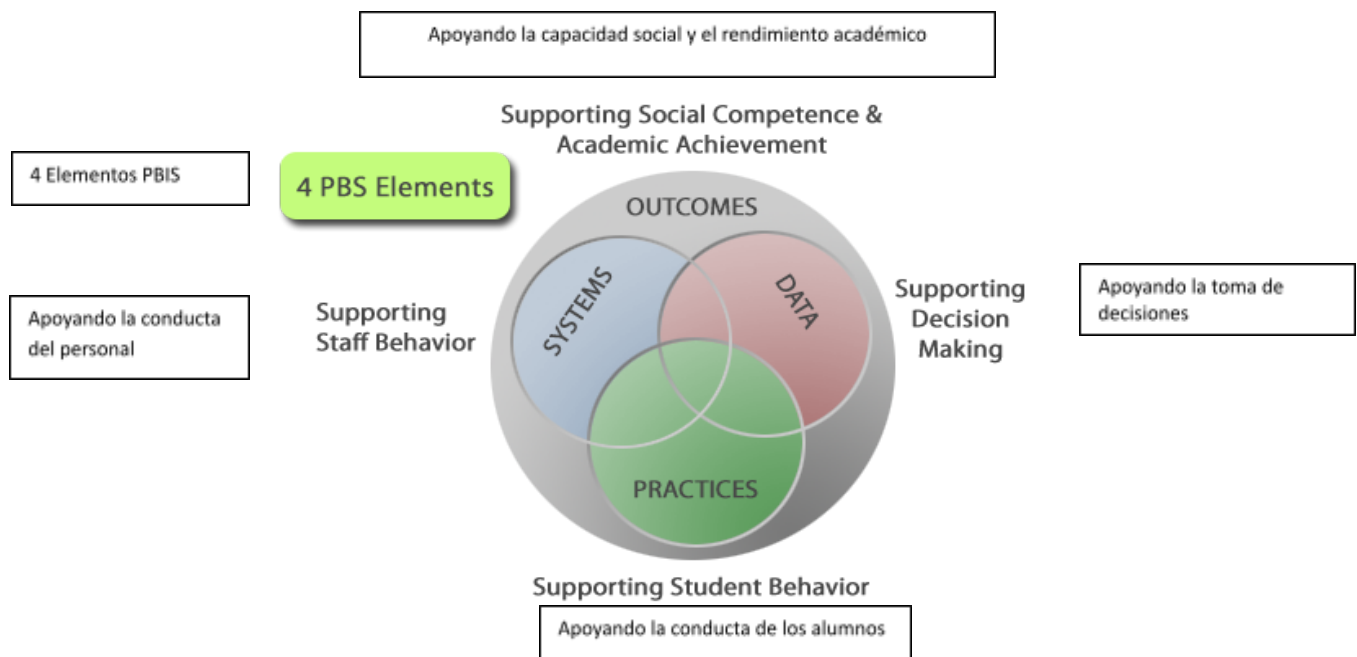 Apoyando la capacidad social y el rendimiento académico
Supporting Social Competence &
Academic Achievement
4 Elementos PBIS
4 PBS Elements
OUTCOMES
SYSTEMS
DATA
Apoyando la conducta
del personal
Supporting
Staff Behavior
Supporting
Decision
Making
Apoyando la toma de
decisiones
PRACTICES
Supporting Student Behavior
Apoyando la conducta de los alumnos